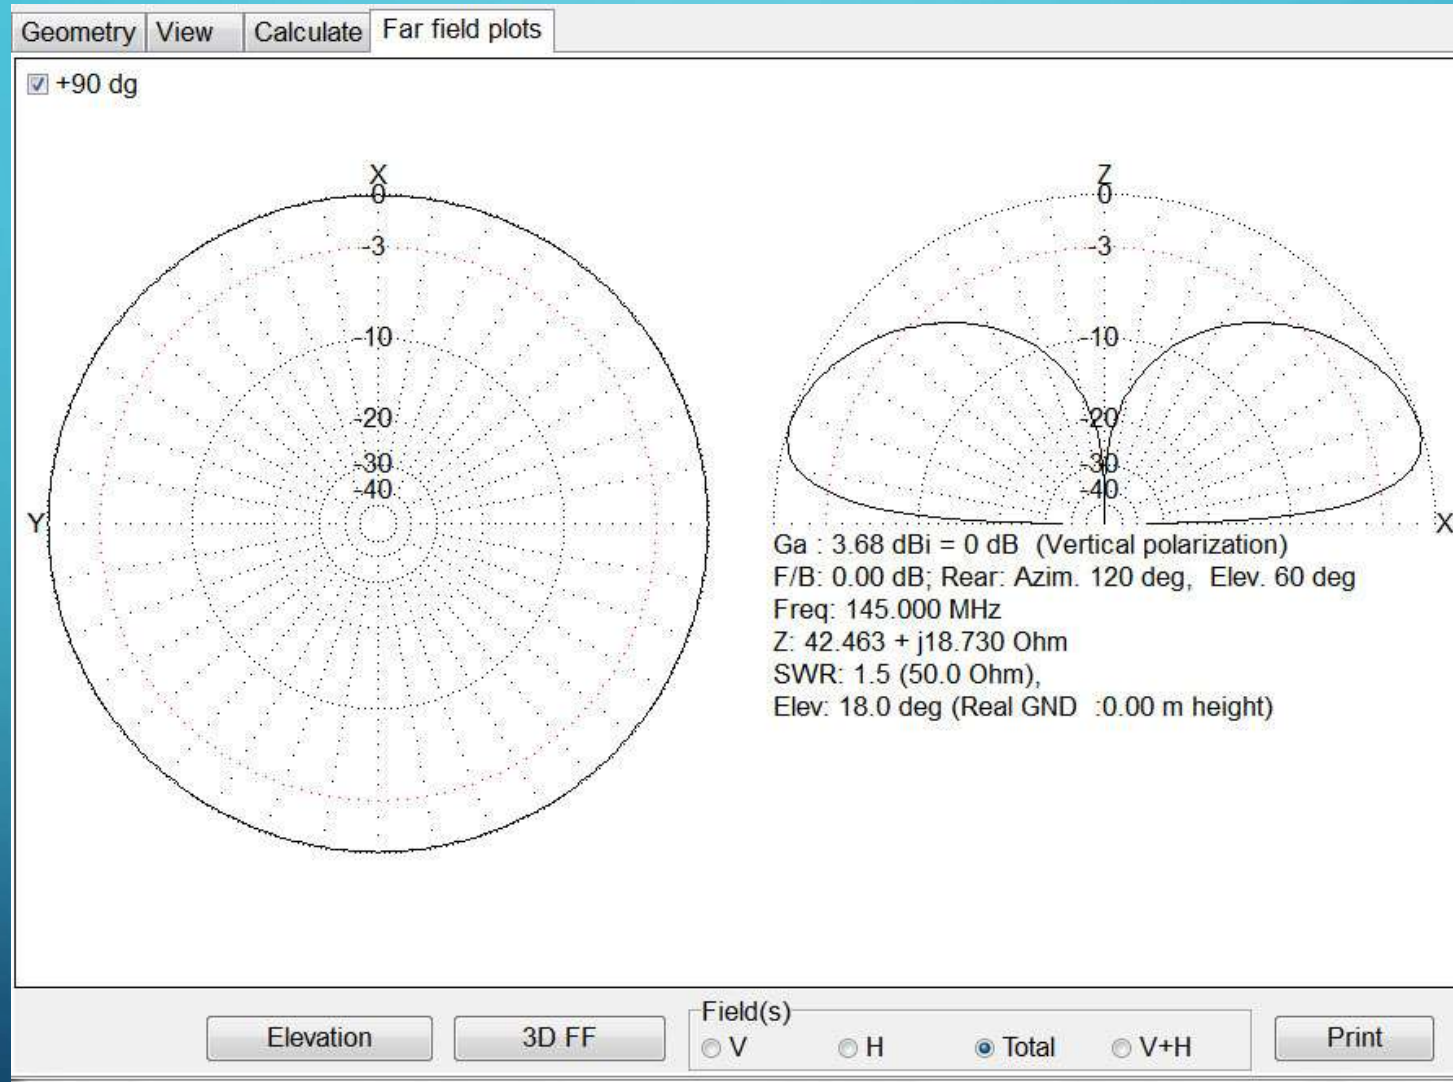 Geometry View Calculate Far field plots
+90 dg
X
0
-3
-10
-20
-30
-40
Y
Z
0
-3
-10
-20
-30
-40
X
Ga : 3.68 dBi = 0 dB (Vertical polarization)
F/B: 0.00 dB; Rear: Azim. 120 deg, Elev. 60 deg
Freq: 145.000 MHz
Z: 42.463 + j18.730 Ohm
SWR: 1.5 (50.0 Ohm),
Elev: 18.0 deg (Real GND :0.00 m height)
Field(s)
Elevation 3D FF V H Total V+H Print